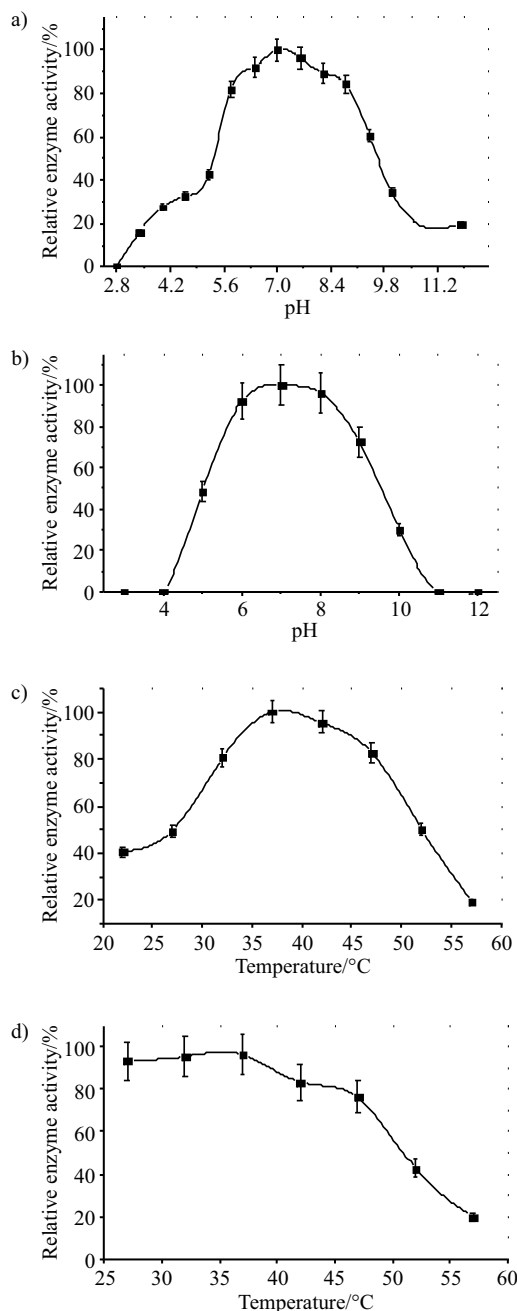 a)
Relative enzyme activity/%
100
80
60
40
20
0
2.8 4.2 5.6 7.0 8.4 9.8 11.2
pH
b)
Relative enzyme activity/%
100
80
60
40
20
0
4 6 8 10 12
pH
c)
Relative enzyme activity/%
100
80
60
40
20
20 25 30 35 40 45 50 55 60
Temperature/°C
d)
Relative enzyme activity/%
100
80
60
40
20
0
25 30 35 40 45 50 55 60
Temperature/°C